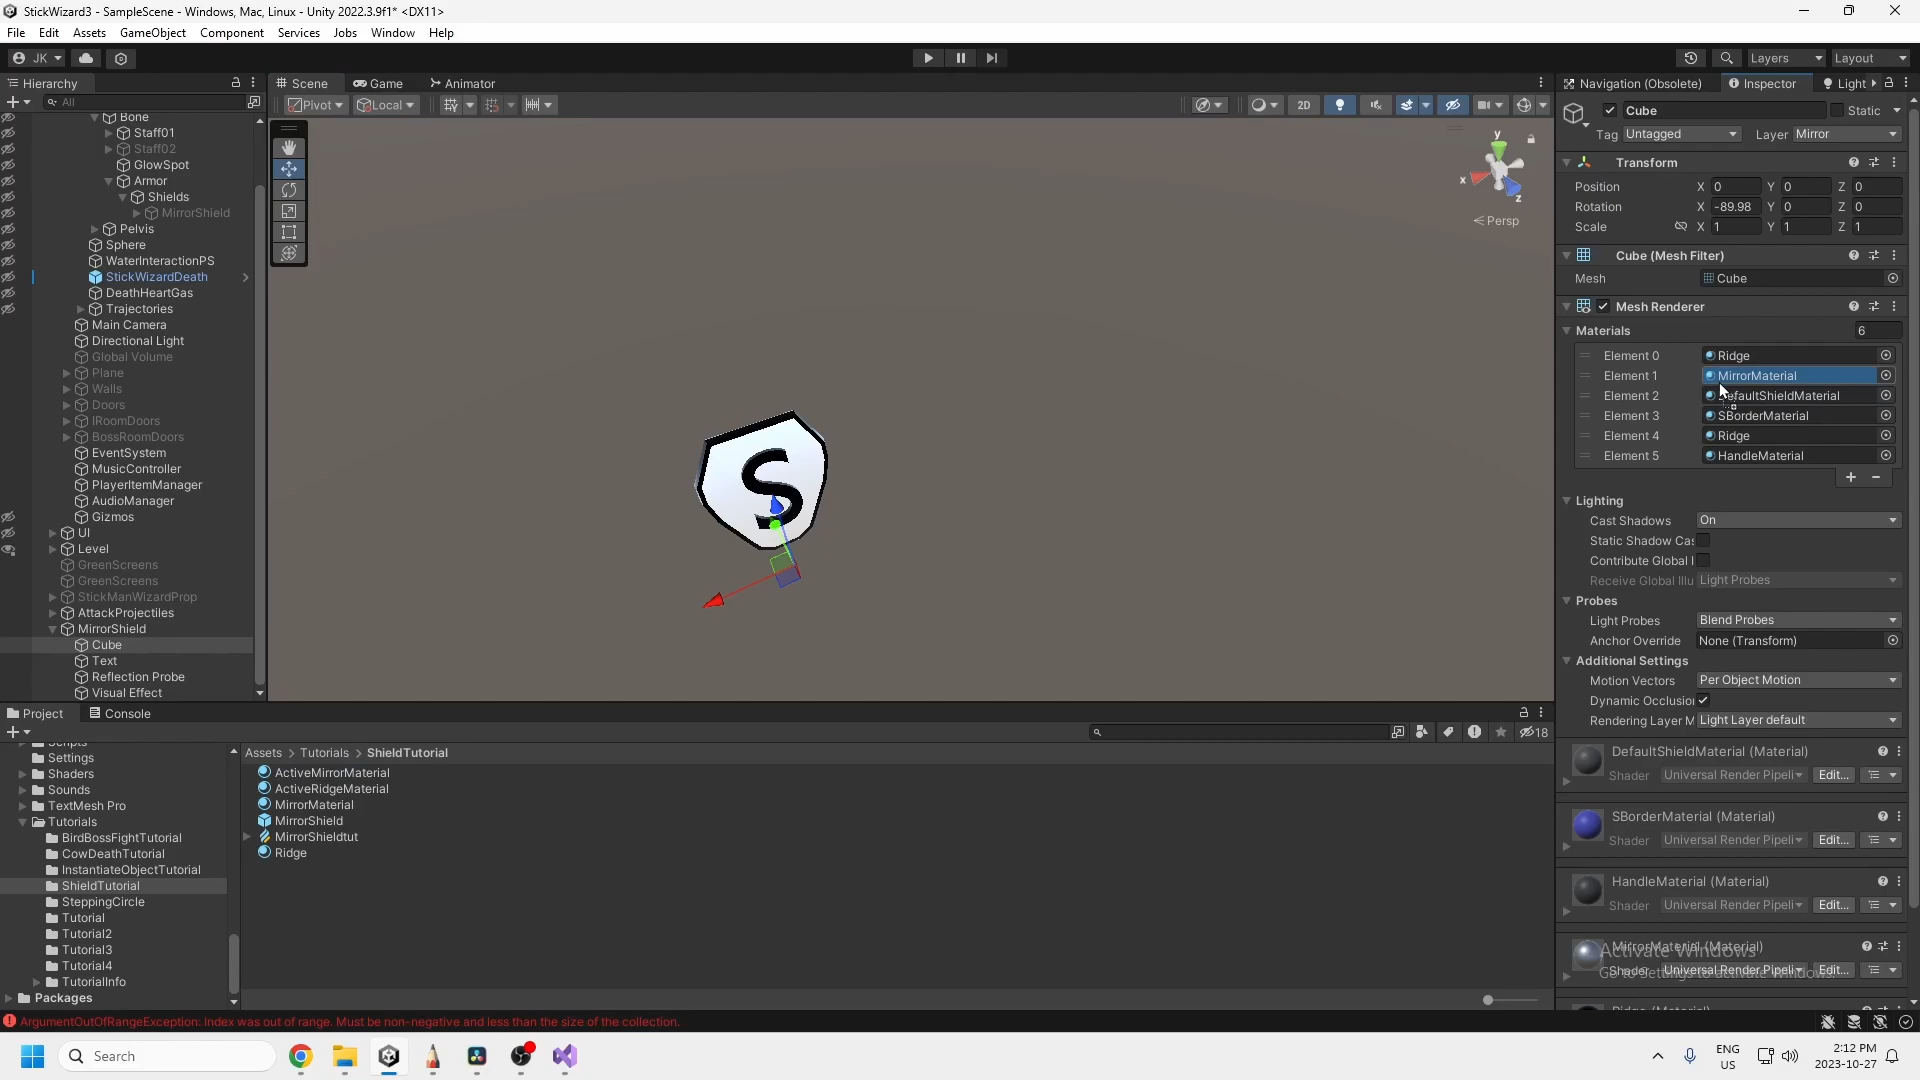 StickWizard3 - SampleScene - Windows, Mac, Linux - Unity 2022.3.9f1* <DX11>
File Edit Assets GameObject Component Services Jobs Window Help
JK Layers Layout
Hierarchy Scene Game Animator Navigation (Obsolete) Inspector Light
All Pivot Local 2D Cube Static
Tag Untagged Layer Mirror
Bone
Staff01
Staff02
GlowSpot
Armor
Shields
MirrorShield
Pelvis
Sphere
WaterInteractionPS
StickWizardDeath
DeathHeartGas
Trajectories
Main Camera
Directional Light
Global Volume
Plane
Walls
Doors
IRoomDoors
BossRoomDoors
EventSystem
MusicController
PlayerItemManager
AudioManager
Gizmos
UI
Level
GreenScreens
GreenScreens
StickManWizardProp
AttackProjectiles
MirrorShield
Cube
Text
Reflection Probe
Visual Effect
y
x
z
Persp
S
Transform
Position X 0 Y 0 Z 0
Rotation X -89.98 Y 0 Z 0
Scale X 1 Y 1 Z 1
Cube (Mesh Filter)
Mesh Cube
Mesh Renderer
Materials 6
Element 0 Ridge
Element 1 MirrorMaterial
Element 2 DefaultShieldMaterial
Element 3 SBorderMaterial
Element 4 Ridge
Element 5 HandleMaterial
Lighting
Cast Shadows On
Static Shadow Cas
Contribute Global I
Receive Global Illu Light Probes
Probes
Light Probes Blend Probes
Anchor Override None (Transform)
Additional Settings
Motion Vectors Per Object Motion
Dynamic Occlusion
Rendering Layer M Light Layer default
DefaultShieldMaterial (Material)
Shader Universal Render Pipeli Edit...
SBorderMaterial (Material)
Shader Universal Render Pipeli Edit...
HandleMaterial (Material)
Shader Universal Render Pipeli Edit...
MirrorMaterial (Material)
Shader Universal Render Pipeli Edit...
Activate Windows
Go to Settings to activate Windows.
Project Console
18
Scripts
Settings
Shaders
Sounds
TextMesh Pro
Tutorials
BirdBossFightTutorial
CowDeathTutorial
InstantiateObjectTutorial
ShieldTutorial
SteppingCircle
Tutorial
Tutorial2
Tutorial3
Tutorial4
TutorialInfo
Packages
Assets > Tutorials > ShieldTutorial
ActiveMirrorMaterial
ActiveRidgeMaterial
MirrorMaterial
MirrorShield
MirrorShieldtut
Ridge
ArgumentOutOfRangeException: Index was out of range. Must be non-negative and less than the size of the collection.
Search
ENG
US
2:12 PM
2023-10-27